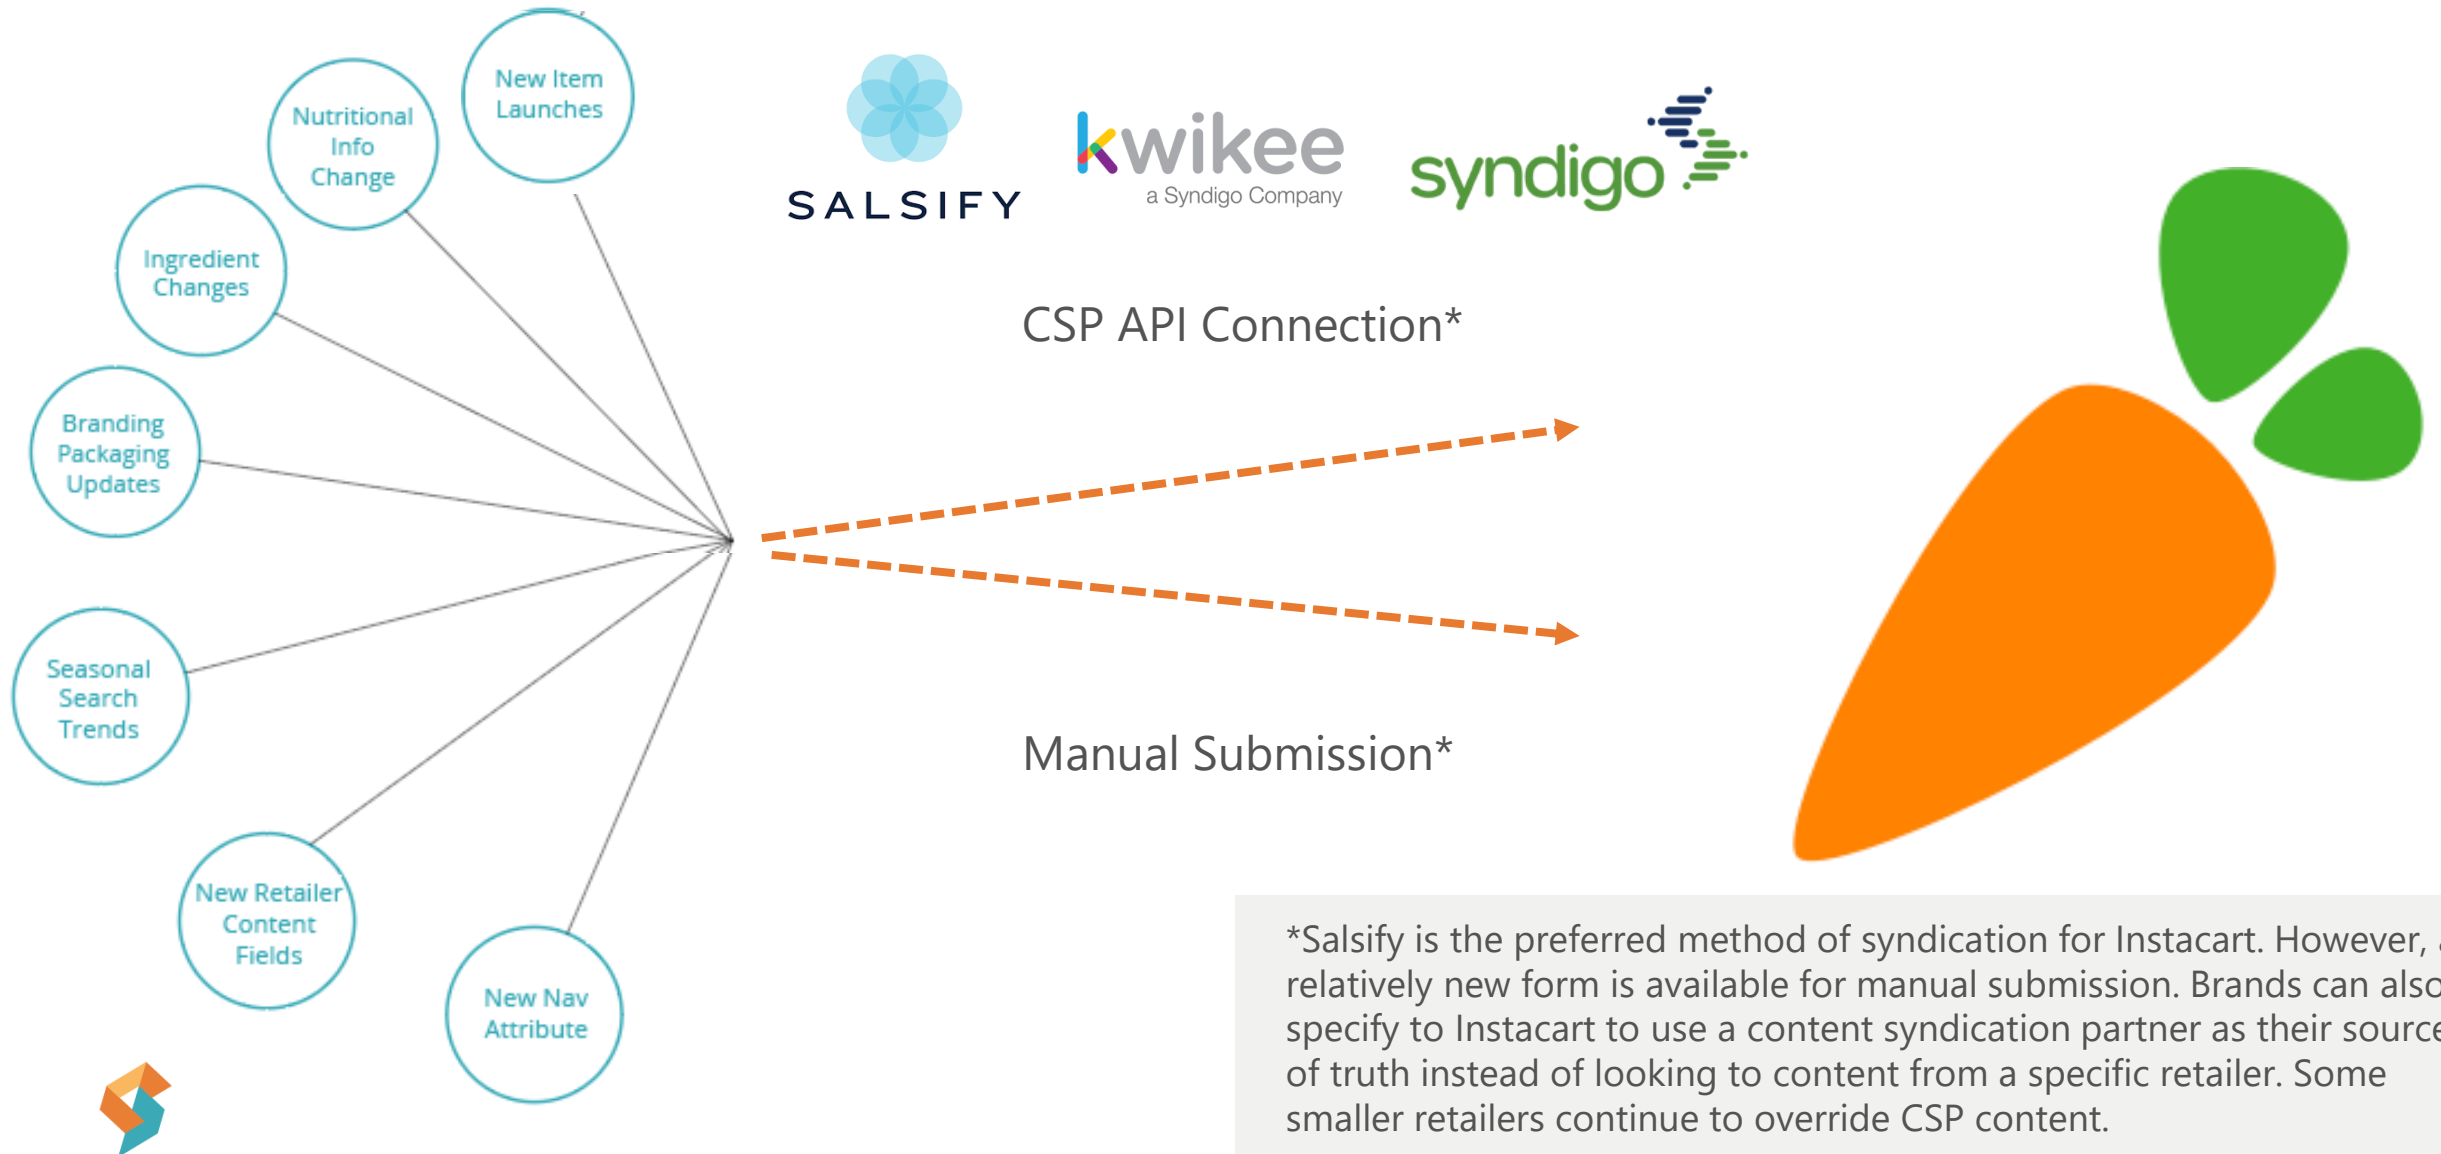 New Item
Launches
Nutritional
Info
Change
Ingredient
Changes
Branding
Packaging
Updates
Seasonal
Search
Trends
New Retailer
Content
Fields
New Nav
Attribute
SALSIFY
kwikee
a Syndigo Company
syndigo
CSP API Connection*
Manual Submission*
*Salsify is the preferred method of syndication for Instacart. However, a
relatively new form is available for manual submission. Brands can also
specify to Instacart to use a content syndication partner as their source
of truth instead of looking to content from a specific retailer. Some
smaller retailers continue to override CSP content.